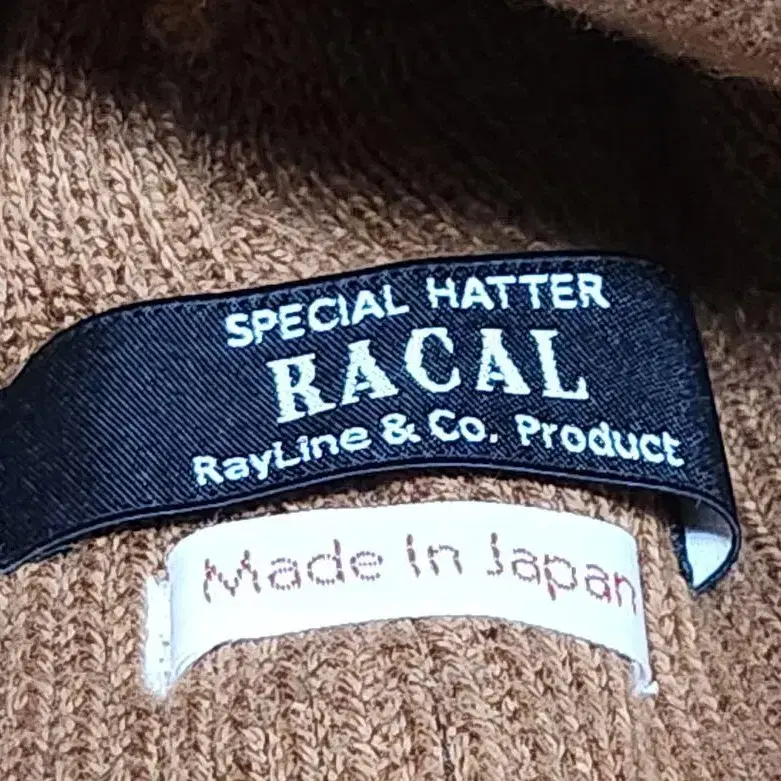 SPECIAL HATTER
RACAL
RayLine & Co. Product
Made In Japan